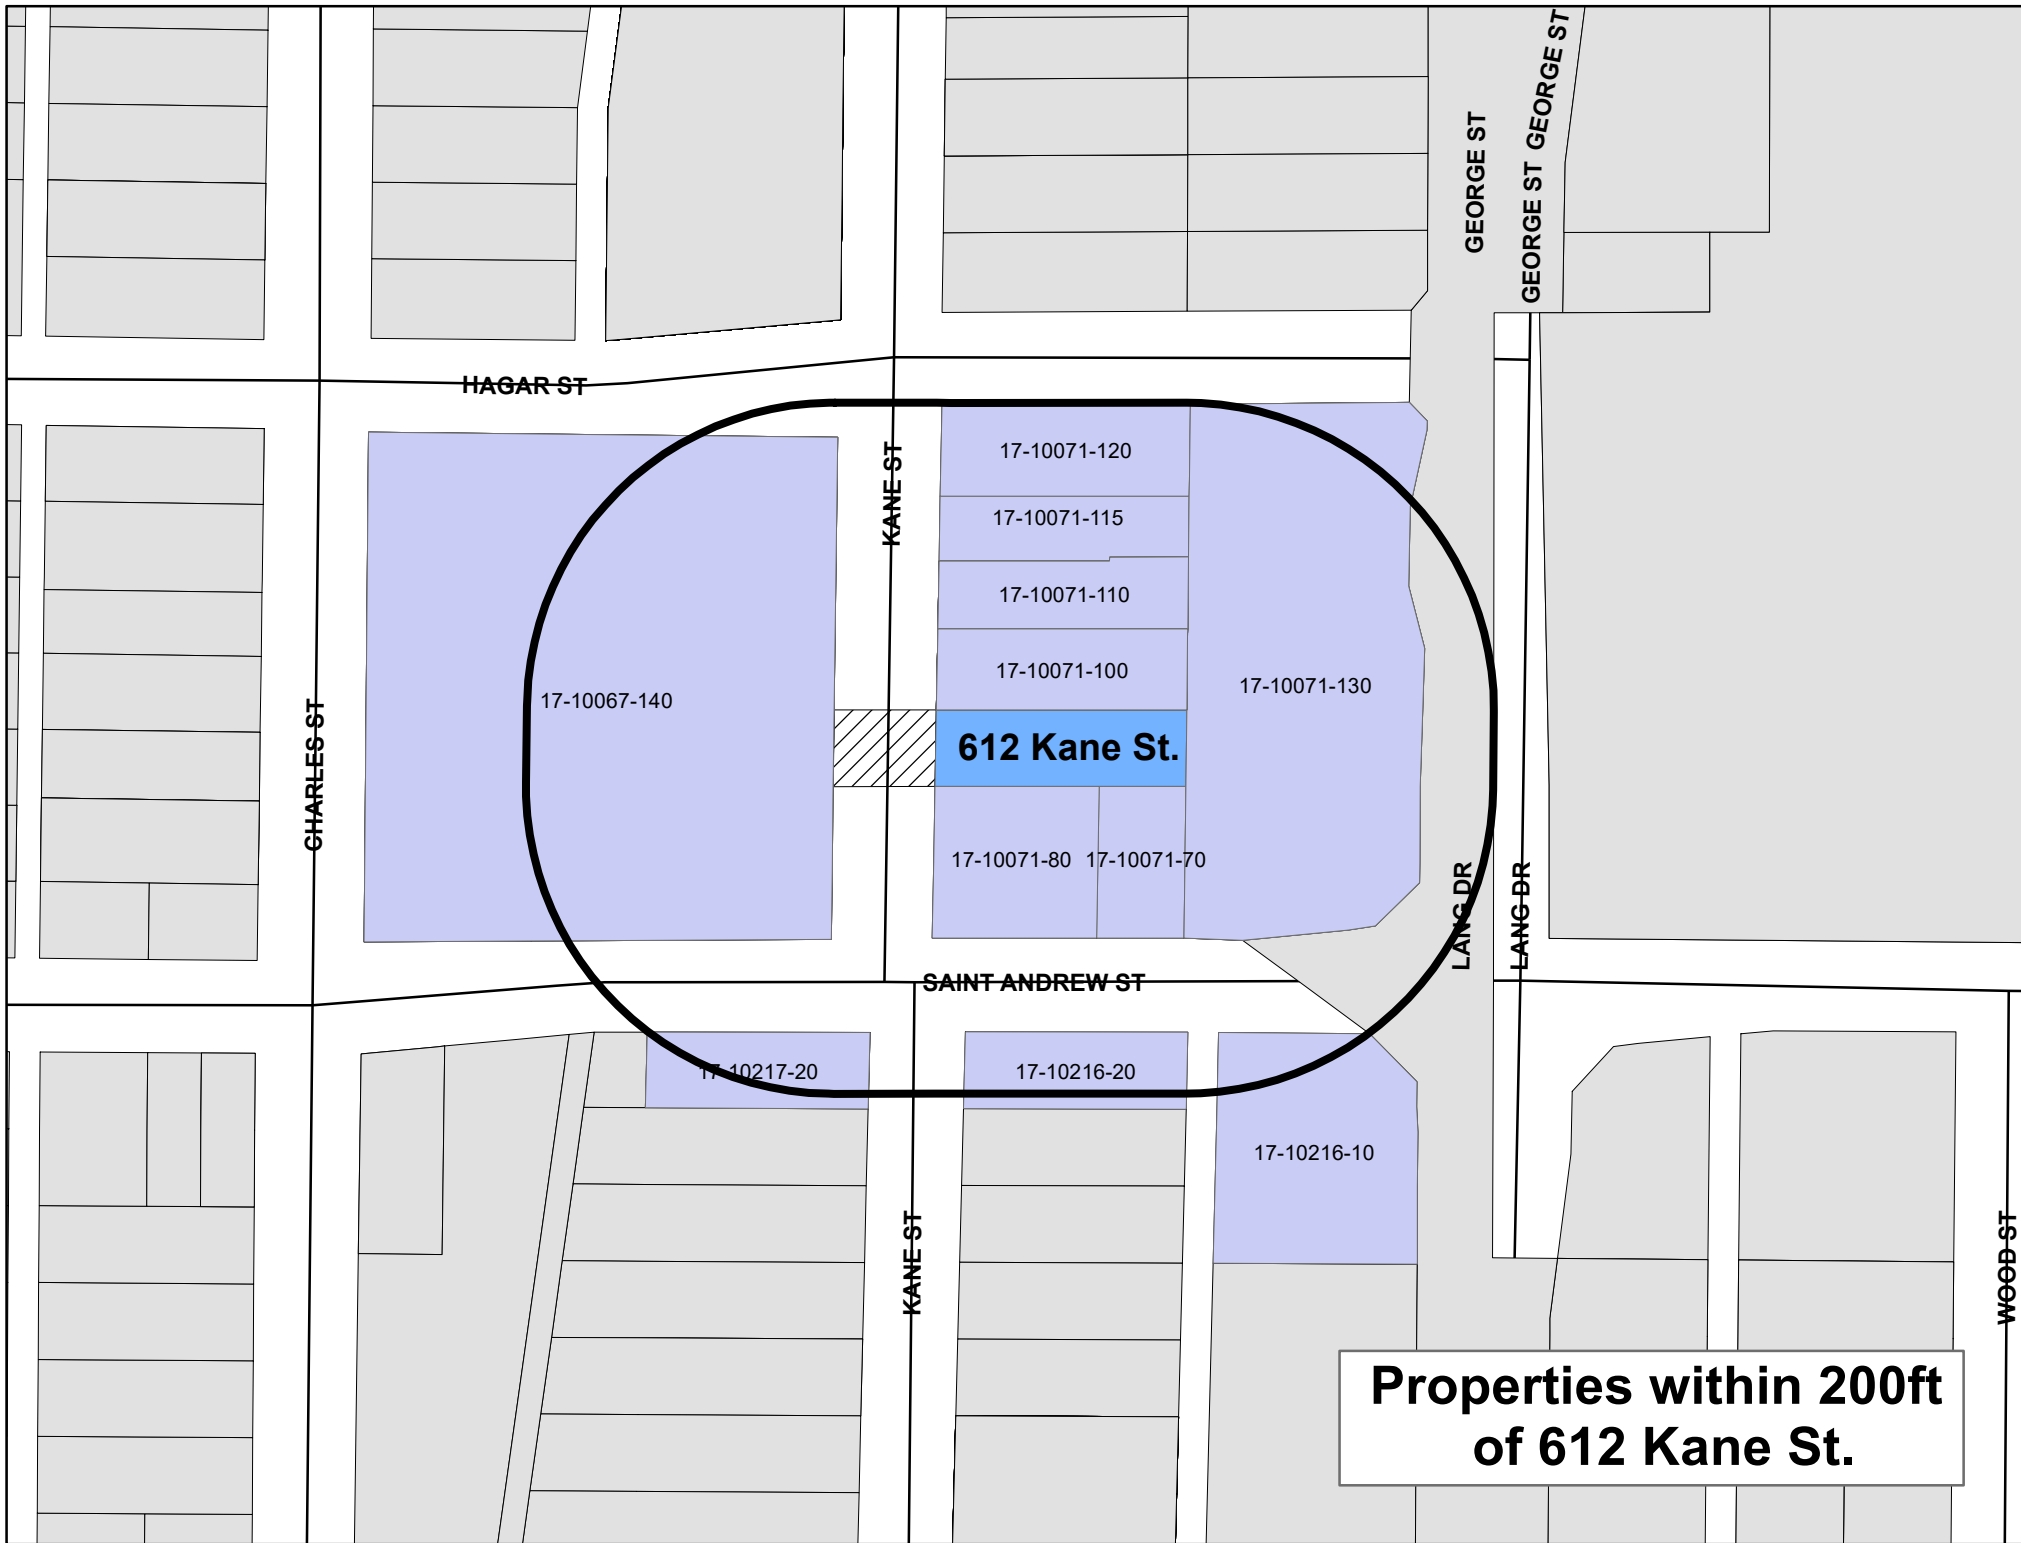 GEORGE ST
GEORGE ST
GEORGE ST
HAGAR ST
KANE ST
17-10071-120
17-10071-115
17-10071-110
17-10071-100
17-10071-130
17-10067-140
612 Kane St.
CHARLES ST
17-10071-80
17-10071-70
LANG DR
LANG DR
SAINT ANDREW ST
17-10217-20
17-10216-20
17-10216-10
KANE ST
WOOD ST
Properties within 200ft
of 612 Kane St.